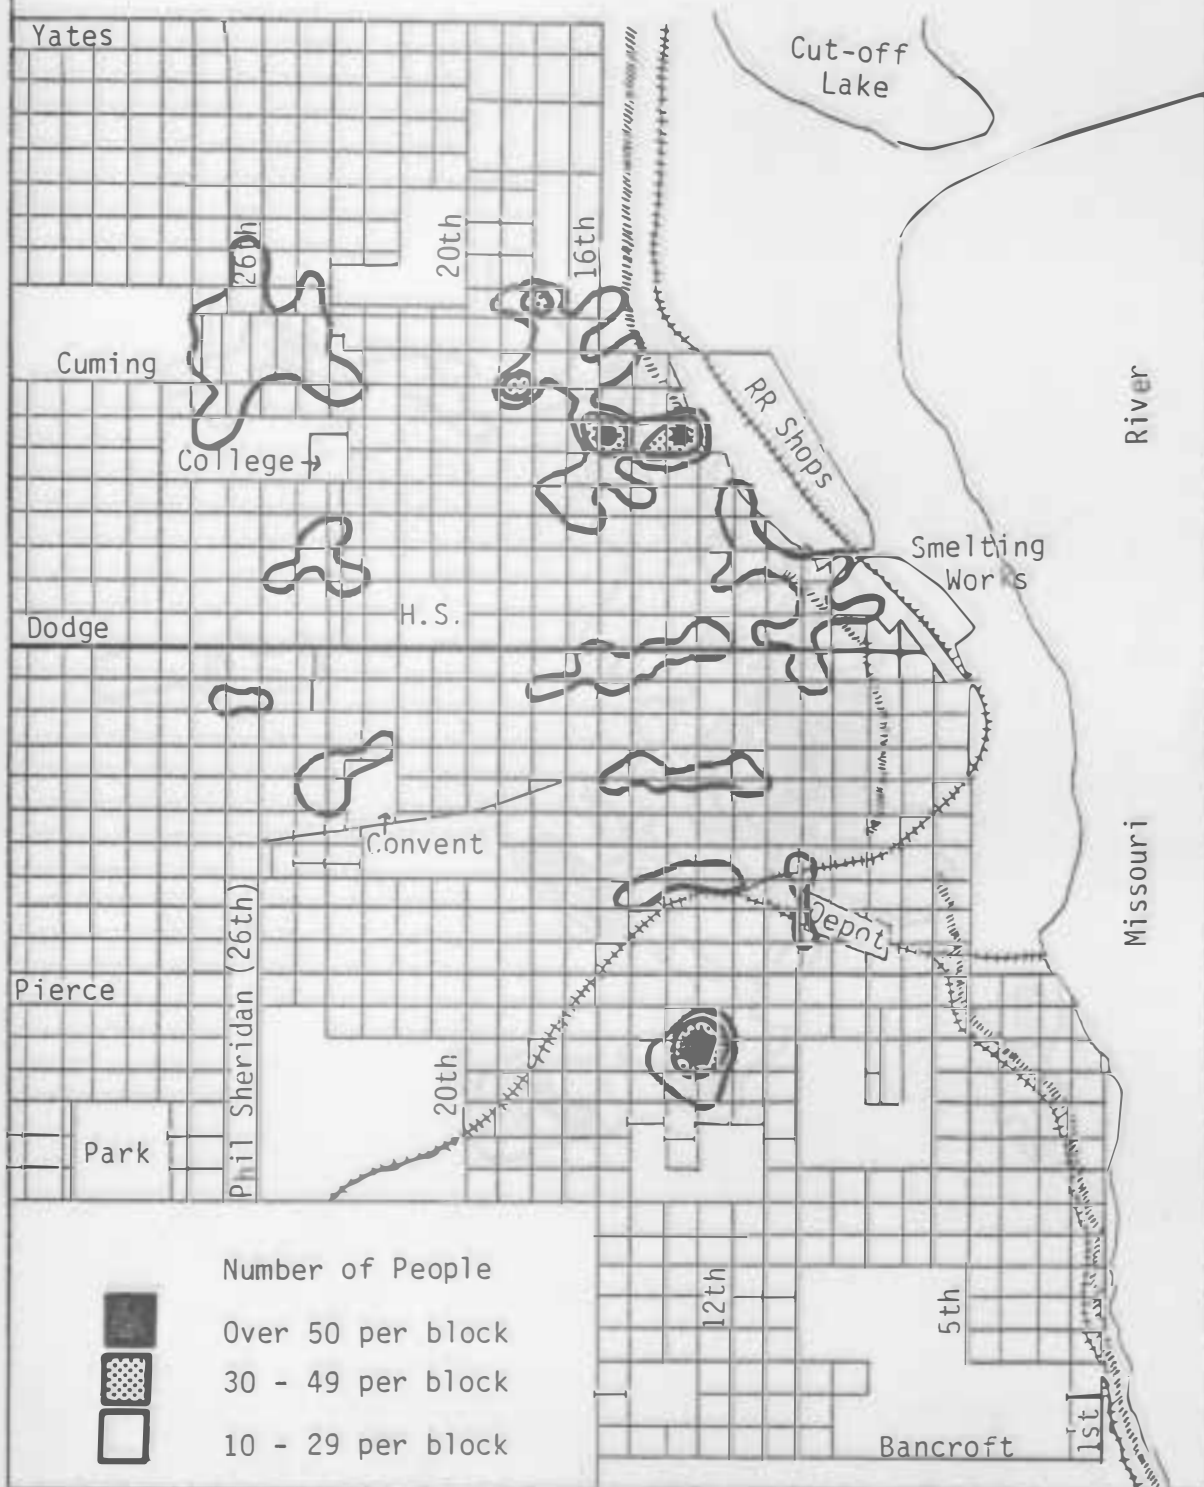 Yates
Cut-off
Lake
26th
20th
16th
Cuming
RR Shops
River
College
Smelting
Wor s
H.S.
Dodge
Convent
Phil Sheridan (26th)
Depot
Missouri
Pierce
20th
Park
Number of People
Over 50 per block
30 - 49 per block
10 - 29 per block
12th
5th
1st
Bancroft